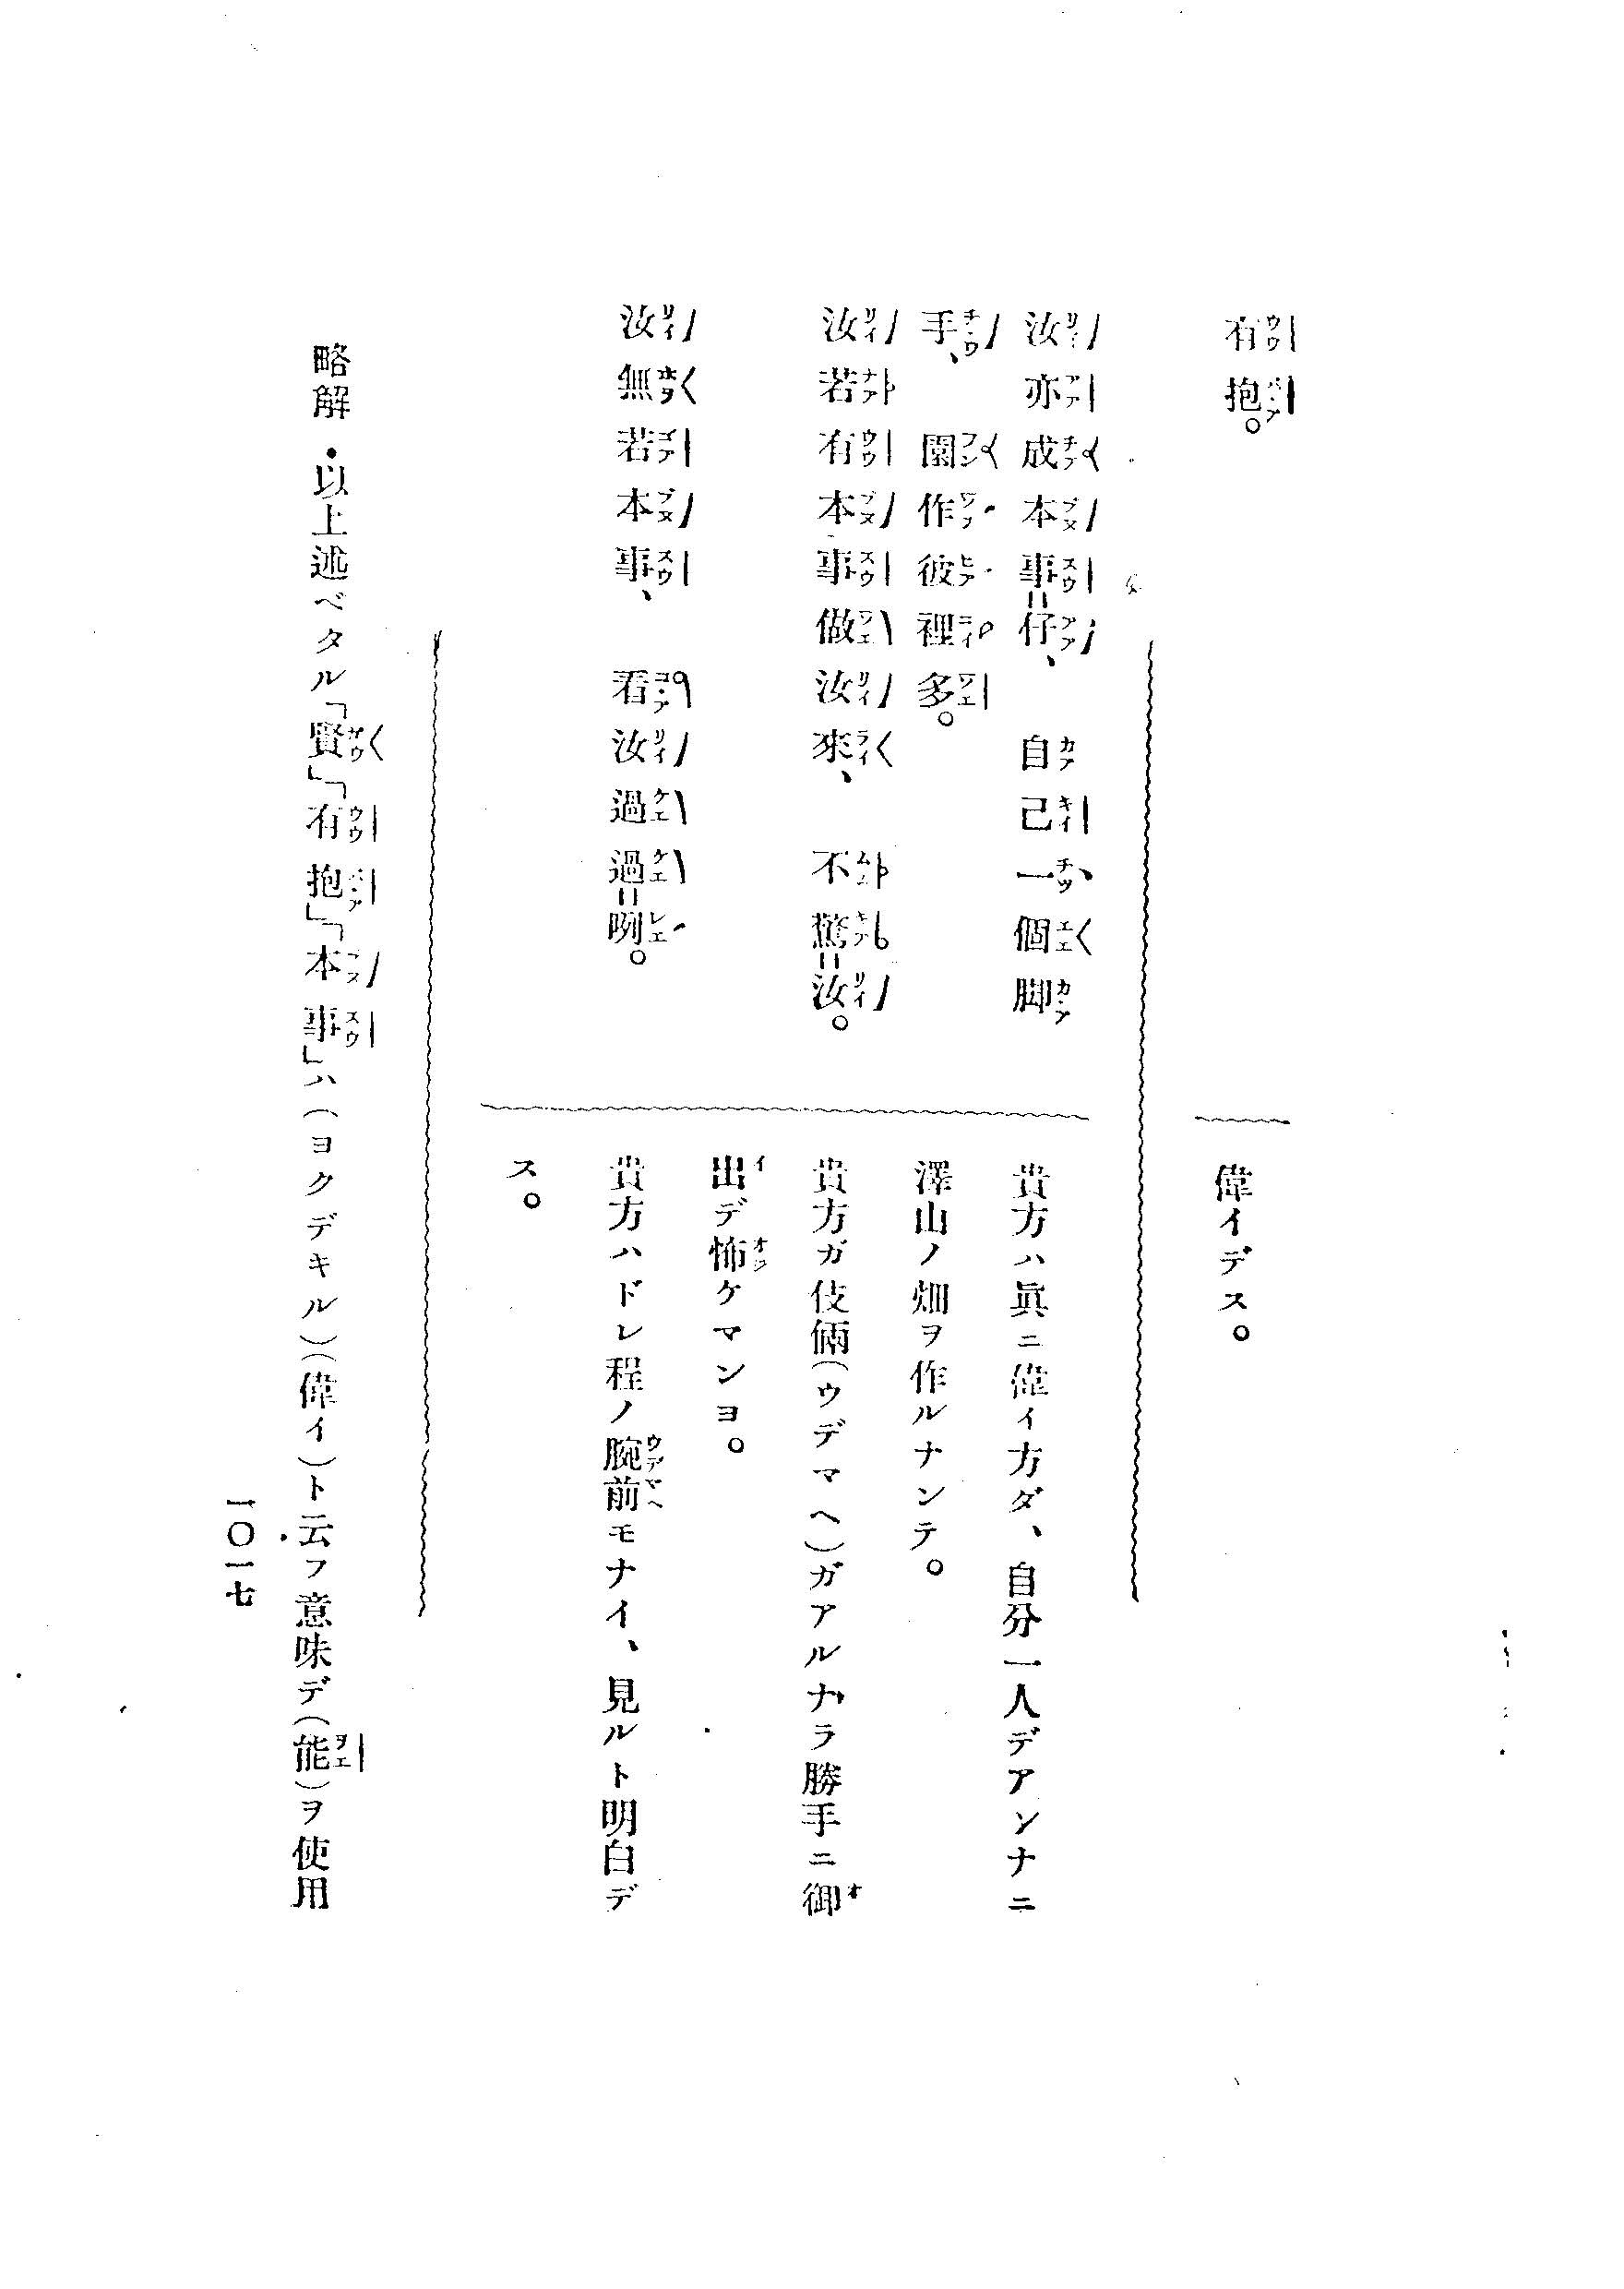 有抱。
偉イデス。
汝亦成本事=仔、自己一個脚
手、園作彼裡多。
貴方ハ眞ニ偉イ方ダ、自分一人デアンナニ
澤山ノ畑ヲ作ルナンテ。
汝若有本事做汝來、不驚=汝。
貴方ガ伎倆(ウデマヘ)ガアルナラ勝手ニ御
出デ怖ケマンヨ。
汝無若本事、看汝過過=咧。
貴方ハドレ程ノ腕前モナイ、見ルト明白デ
ス。
略解・以上述ベタル「賢」「有抱」「本事」ハ(ヨクデキル)(偉イ)ト云フ意味デ(能)ヲ使用
一〇一七